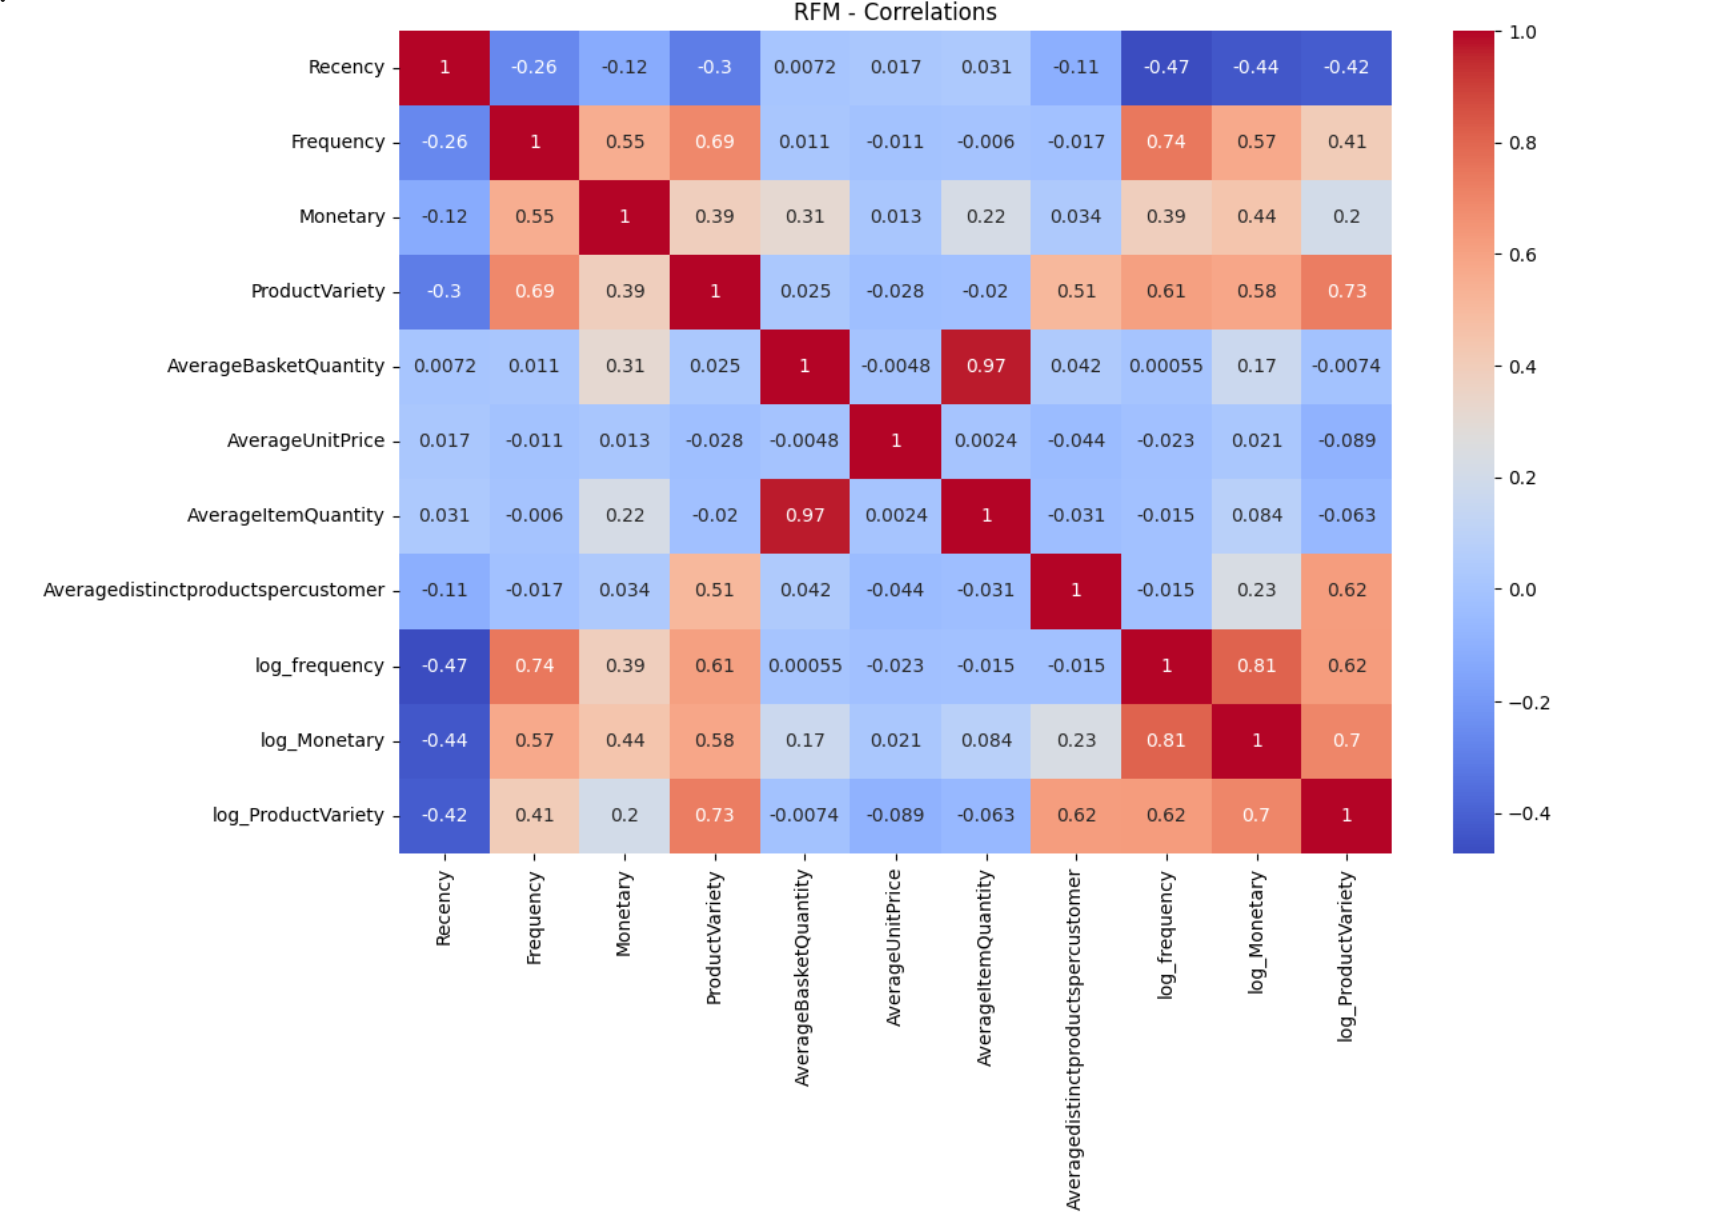 RFM - Correlations
Recency 1 -0.26 -0.12 -0.3 0.0072 0.017 0.031 -0.11 -0.47 -0.44 -0.42
Frequency -0.26 1 0.55 0.69 0.011 -0.011 -0.006 -0.017 0.74 0.57 0.41
Monetary -0.12 0.55 1 0.39 0.31 0.013 0.22 0.034 0.39 0.44 0.2
ProductVariety -0.3 0.69 0.39 1 0.025 -0.028 -0.02 0.51 0.61 0.58 0.73
AverageBasketQuantity 0.0072 0.011 0.31 0.025 1 -0.0048 0.97 0.042 0.00055 0.17 -0.0074
AverageUnitPrice 0.017 -0.011 0.013 -0.028 -0.0048 1 0.0024 -0.044 -0.023 0.021 -0.089
AverageItemQuantity 0.031 -0.006 0.22 -0.02 0.97 0.0024 1 -0.031 -0.015 0.084 -0.063
Averagedistinctproductspercustomer -0.11 -0.017 0.034 0.51 0.042 -0.044 -0.031 1 -0.015 0.23 0.62
log_frequency -0.47 0.74 0.39 0.61 0.00055 -0.023 -0.015 -0.015 1 0.81 0.62
log_Monetary -0.44 0.57 0.44 0.58 0.17 0.021 0.084 0.23 0.81 1 0.7
log_ProductVariety -0.42 0.41 0.2 0.73 -0.0074 -0.089 -0.063 0.62 0.62 0.7 1
Recency
Frequency
Monetary
ProductVariety
AverageBasketQuantity
AverageUnitPrice
AverageItemQuantity
Averagedistinctproductspercustomer
log_frequency
log_Monetary
log_ProductVariety
1.0
0.8
0.6
0.4
0.2
0.0
−0.2
−0.4